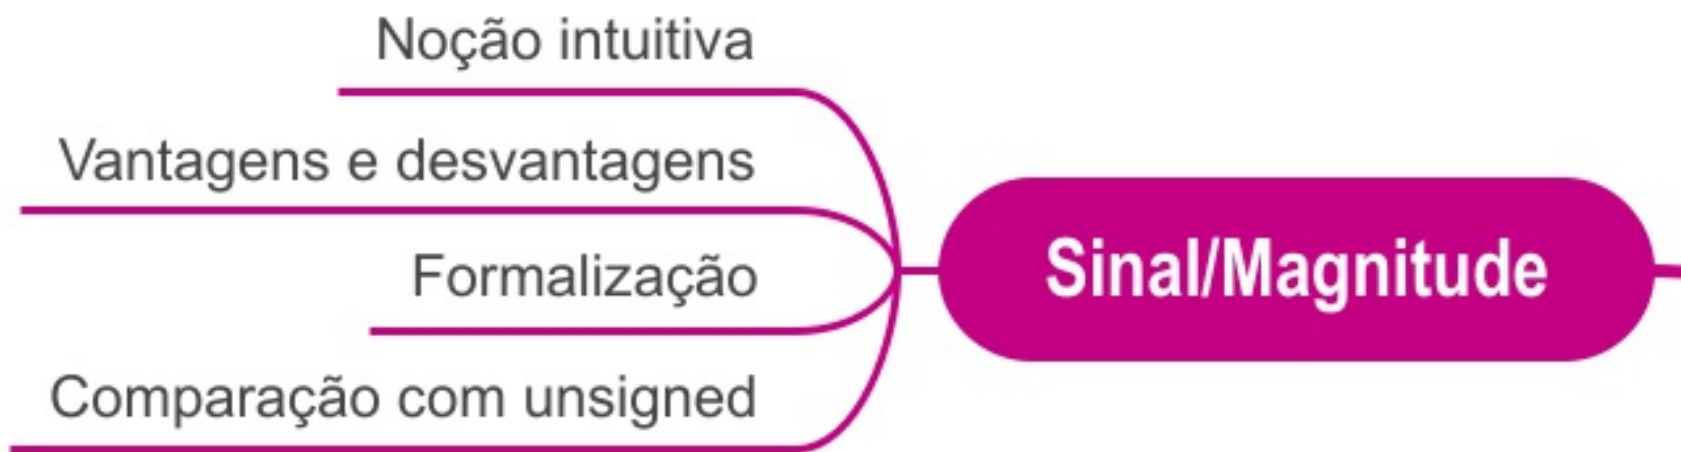 Noção intuitiva
Vantagens e desvantagens
Formalização
Comparação com unsigned
Sinal/Magnitude